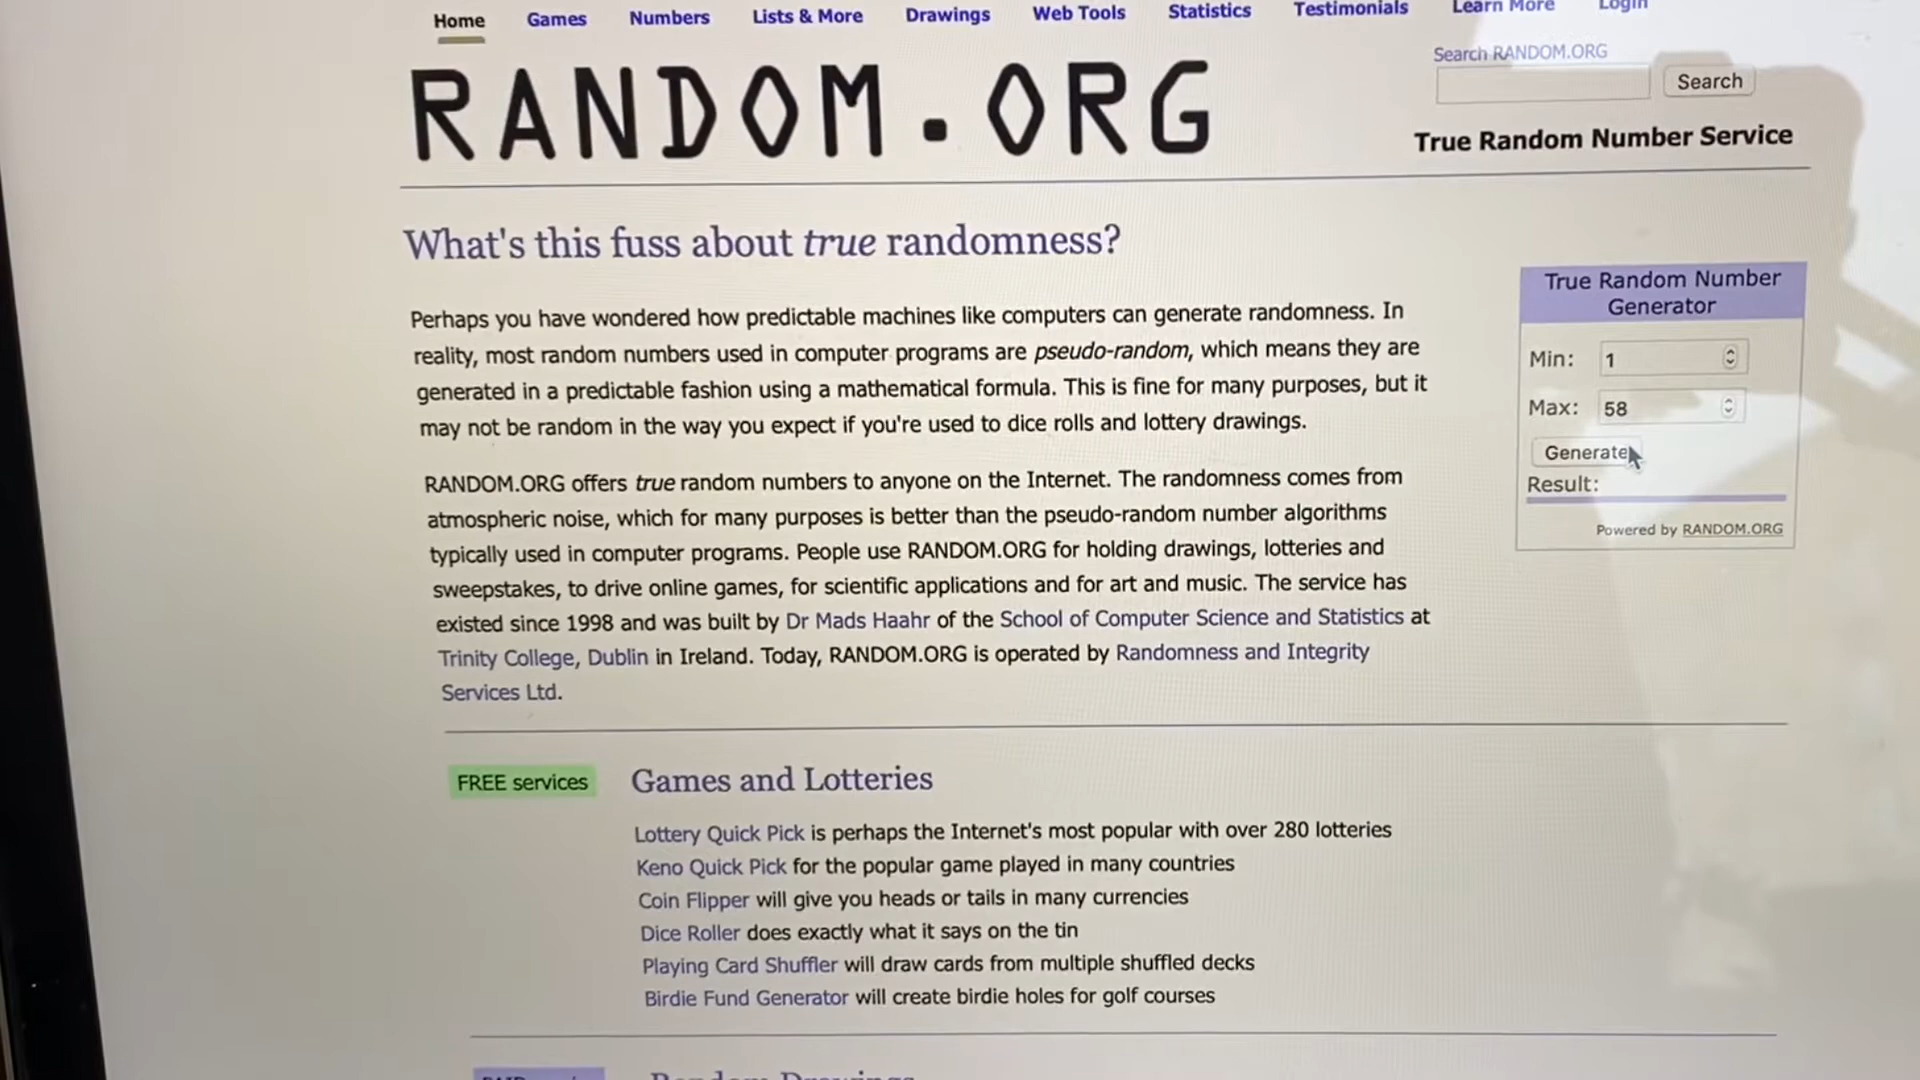 Home Games Numbers Lists & More Drawings Web Tools Statistics Testimonials Learn More Login
RANDOM.ORG
Search RANDOM.ORG
Search
True Random Number Service
What's this fuss about true randomness?
Perhaps you have wondered how predictable machines like computers can generate randomness. In
reality, most random numbers used in computer programs are pseudo-random, which means they are
generated in a predictable fashion using a mathematical formula. This is fine for many purposes, but it
may not be random in the way you expect if you're used to dice rolls and lottery drawings.
RANDOM.ORG offers true random numbers to anyone on the Internet. The randomness comes from
atmospheric noise, which for many purposes is better than the pseudo-random number algorithms
typically used in computer programs. People use RANDOM.ORG for holding drawings, lotteries and
sweepstakes, to drive online games, for scientific applications and for art and music. The service has
existed since 1998 and was built by Dr Mads Haahr of the School of Computer Science and Statistics at
Trinity College, Dublin in Ireland. Today, RANDOM.ORG is operated by Randomness and Integrity
Services Ltd.
True Random Number
Generator
Min: 1
Max: 58
Generate
Result:
Powered by RANDOM.ORG
FREE services
Games and Lotteries
Lottery Quick Pick is perhaps the Internet's most popular with over 280 lotteries
Keno Quick Pick for the popular game played in many countries
Coin Flipper will give you heads or tails in many currencies
Dice Roller does exactly what it says on the tin
Playing Card Shuffler will draw cards from multiple shuffled decks
Birdie Fund Generator will create birdie holes for golf courses
Random Drawings